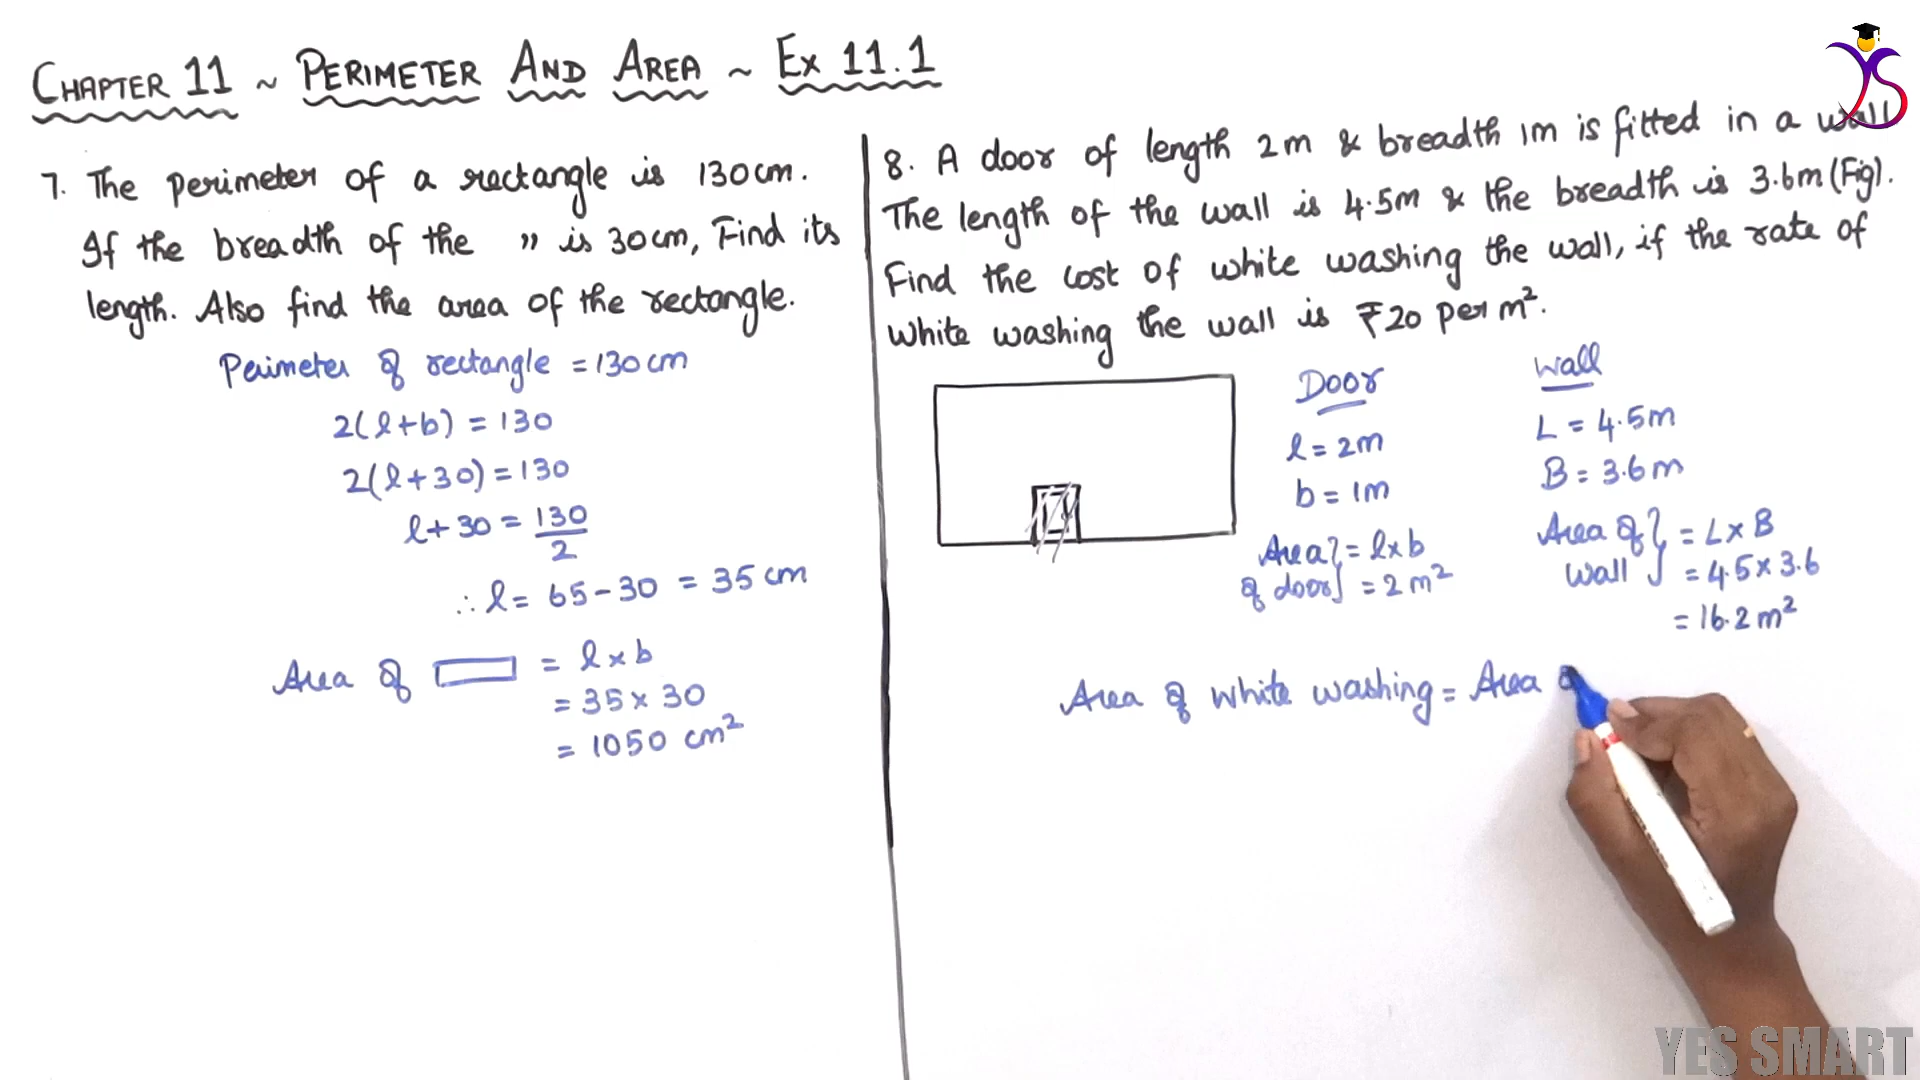 CHAPTER 11 ~ PERIMETER AND AREA ~ Ex 11.1
7. The perimeter of a rectangle is 130cm.
If the breadth of the " is 30cm, Find its
length. Also find the area of the rectangle.
Perimeter of rectangle = 130cm
2(l+b) = 130
2(l+30) = 130
l+30 = 130/2
∴ l = 65-30 = 35cm
Area of ▭ = l×b
= 35×30
= 1050 cm²
8. A door of length 2m & breadth 1m is fitted in a wall
The length of the wall is 4.5m & the breadth is 3.6m (Fig).
Find the cost of white washing the wall, if the rate of
white washing the wall is ₹20 per m².
Door
l = 2m
b = 1m
Area } = l×b
of door } = 2m²
Wall
L = 4.5m
B = 3.6m
Area of } = L×B
wall } = 4.5×3.6
= 16.2m²
Area of white washing = Area
YS
YES SMART